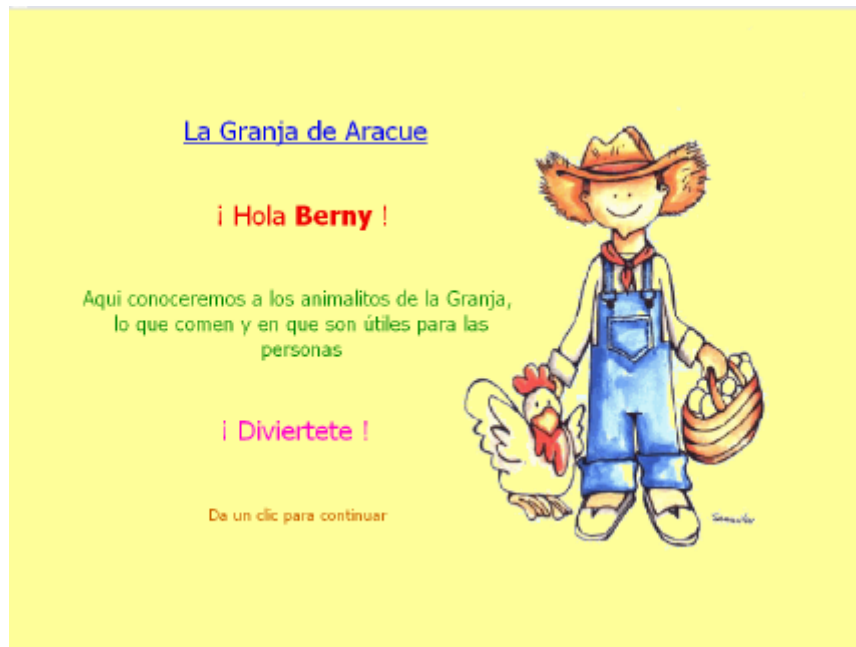 La Granja de Aracue
¡ Hola Berny !
Aqui conoceremos a los animalitos de la Granja,
lo que comen y en que son útiles para las
personas
¡ Diviertete !
Da un clic para continuar